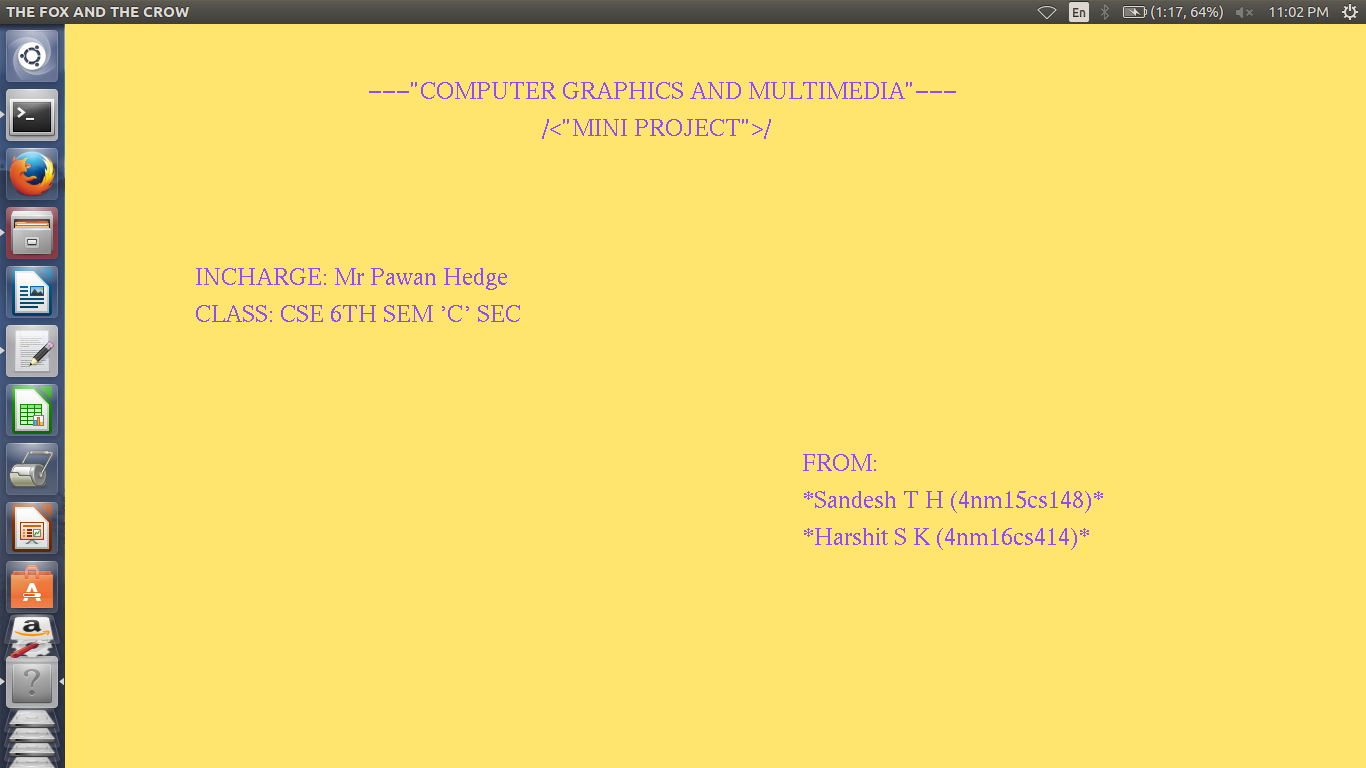 THE FOX AND THE CROW
En
(1:17, 64%)
11:02 PM
---"COMPUTER GRAPHICS AND MULTIMEDIA"---
/<"MINI PROJECT">/
INCHARGE: Mr Pawan Hedge
CLASS: CSE 6TH SEM ’C’ SEC
FROM:
*Sandesh T H (4nm15cs148)*
*Harshit S K (4nm16cs414)*